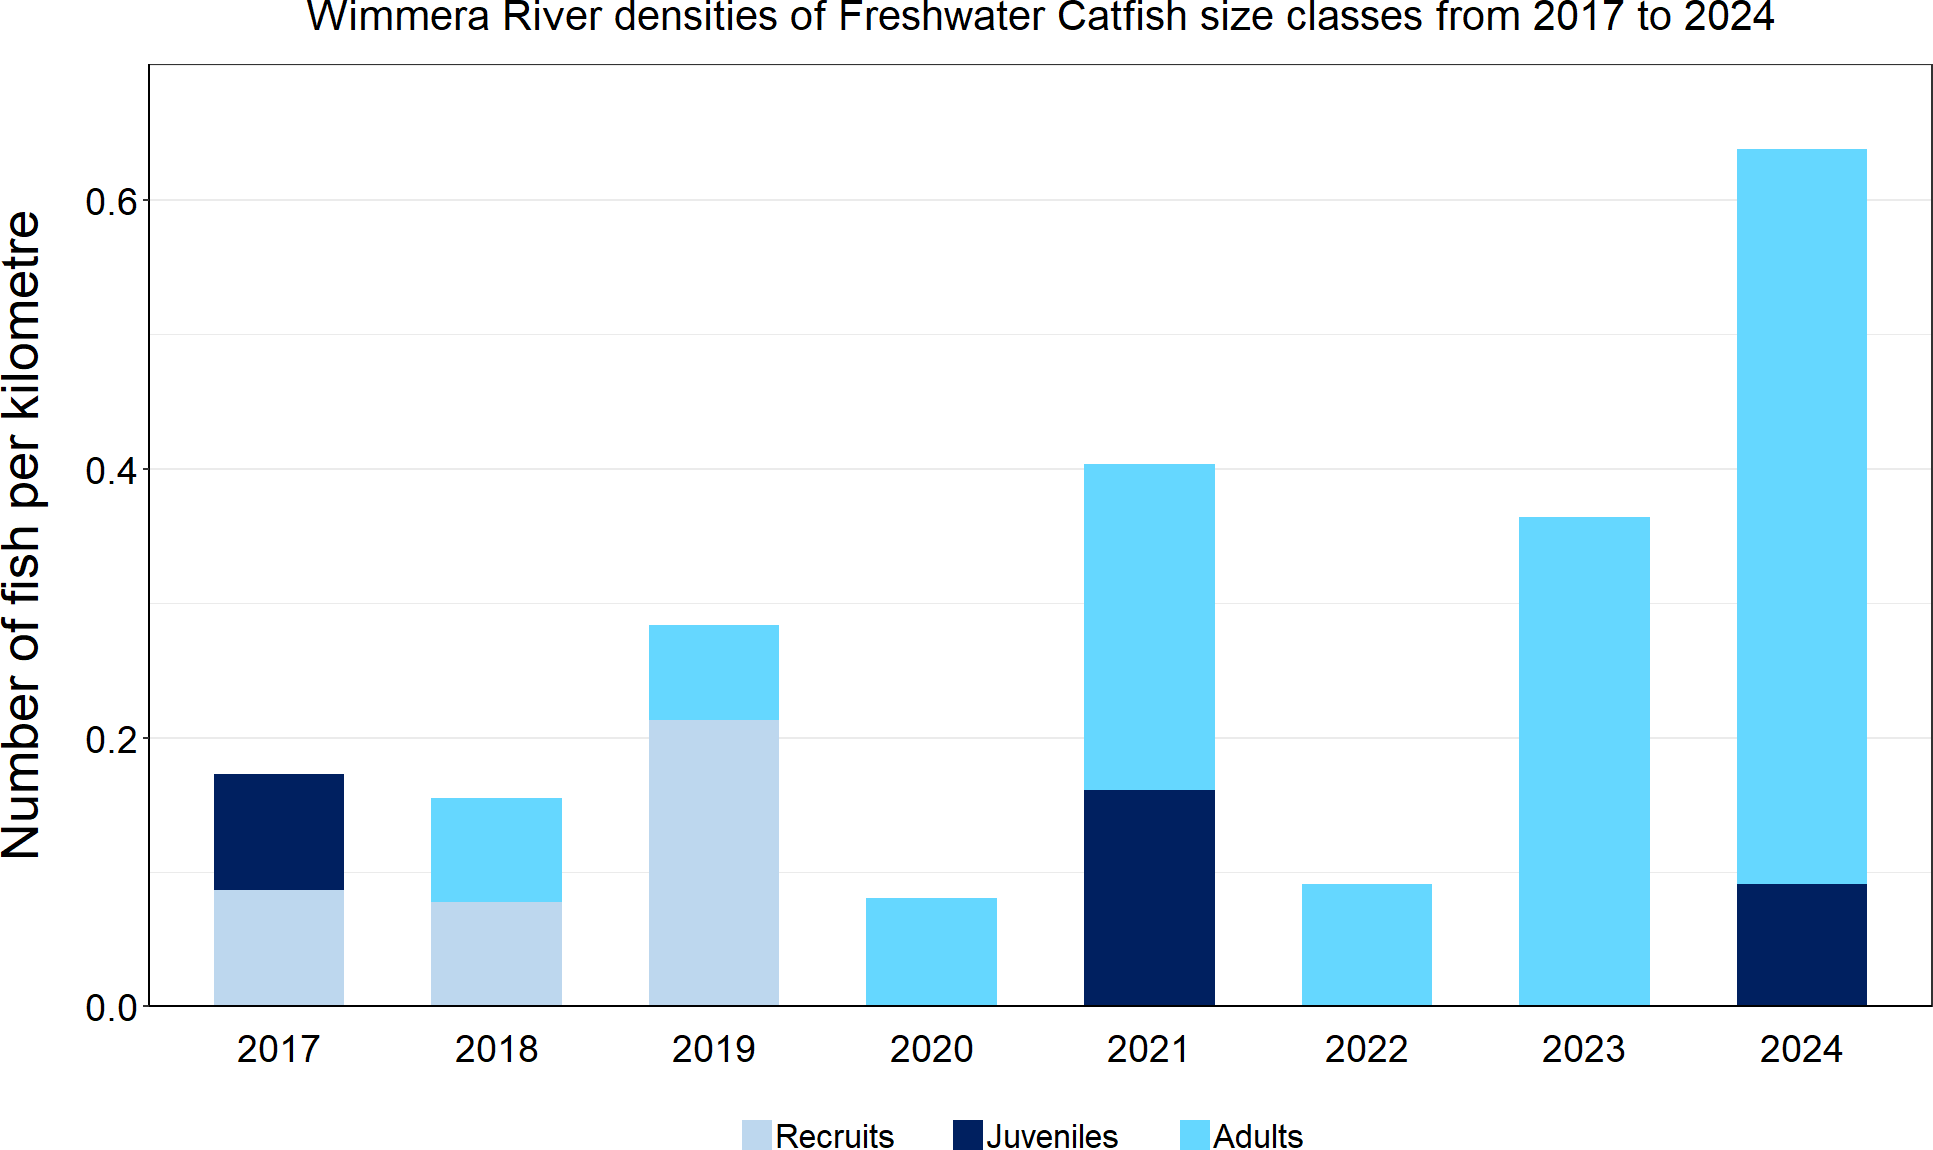 Wimmera River densities of Freshwater Catfish size classes from 2017 to 2024
Number of fish per kilometre
0.6
0.4
0.2
0.0
2017 2018 2019 2020 2021 2022 2023 2024
Recruits Juveniles Adults